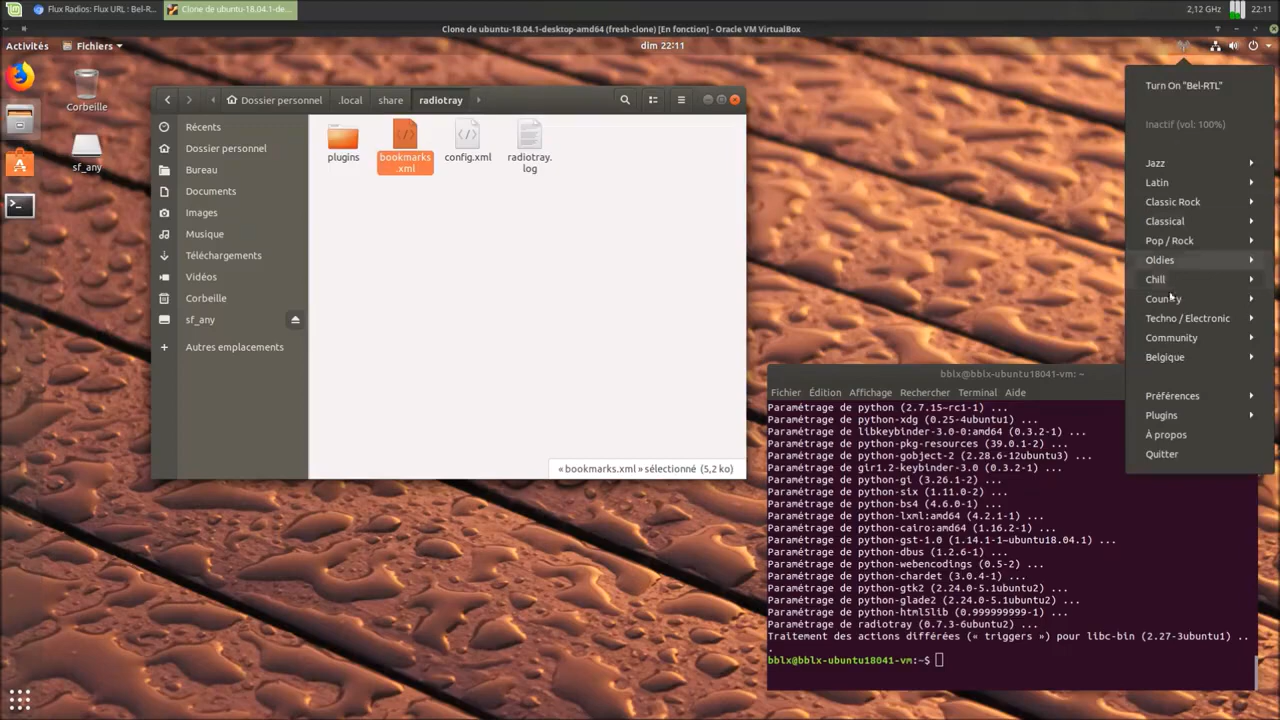 Flux Radios: Flux URL : Bel-R...
Clone de ubuntu-18.04.1-de...
2,12 GHz
22:11
Clone de ubuntu-18.04.1-desktop-amd64 (fresh-clone) [En fonction] - Oracle VM VirtualBox
Activités
Fichiers
dim 22:11
Corbeille
sf_any
Dossier personnel
.local
share
radiotray
Récents
Dossier personnel
Bureau
Documents
Images
Musique
Téléchargements
Vidéos
Corbeille
sf_any
Autres emplacements
plugins
bookmarks
.xml
config.xml
radiotray.
log
« bookmarks.xml » sélectionné (5,2 ko)
Turn On "Bel-RTL"
Inactif (vol: 100%)
Jazz
Latin
Classic Rock
Classical
Pop / Rock
Oldies
Chill
Country
Techno / Electronic
Community
Belgique
Préférences
Plugins
À propos
Quitter
bblx@bblx-ubuntu18041-vm: ~
Fichier Édition Affichage Rechercher Terminal Aide
Paramétrage de python (2.7.15~rc1-1) ...
Paramétrage de python-xdg (0.25-4ubuntu1) ...
Paramétrage de libkeybinder-3.0-0:amd64 (0.3.2-1) ...
Paramétrage de python-pkg-resources (39.0.1-2) ...
Paramétrage de python-gobject-2 (2.28.6-12ubuntu3) ...
Paramétrage de gir1.2-keybinder-3.0 (0.3.2-1) ...
Paramétrage de python-gi (3.26.1-2) ...
Paramétrage de python-six (1.11.0-2) ...
Paramétrage de python-bs4 (4.6.0-1) ...
Paramétrage de python-lxml:amd64 (4.2.1-1) ...
Paramétrage de python-cairo:amd64 (1.16.2-1) ...
Paramétrage de python-gst-1.0 (1.14.1-1~ubuntu18.04.1) ...
Paramétrage de python-dbus (1.2.6-1) ...
Paramétrage de python-webencodings (0.5-2) ...
Paramétrage de python-chardet (3.0.4-1) ...
Paramétrage de python-gtk2 (2.24.0-5.1ubuntu2) ...
Paramétrage de python-glade2 (2.24.0-5.1ubuntu2) ...
Paramétrage de python-html5lib (0.999999999-1) ...
Paramétrage de radiotray (0.7.3-6ubuntu2) ...
Traitement des actions différées (« triggers ») pour libc-bin (2.27-3ubuntu1) ..
.
bblx@bblx-ubuntu18041-vm:~$